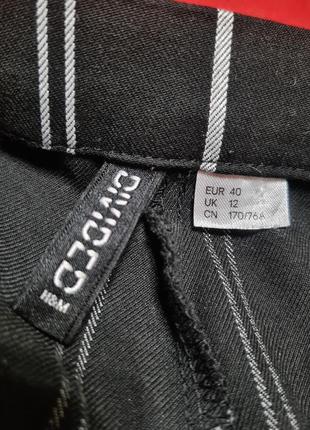 DIVIDED
H&M
EUR 40
UK 12
CN 170/76A